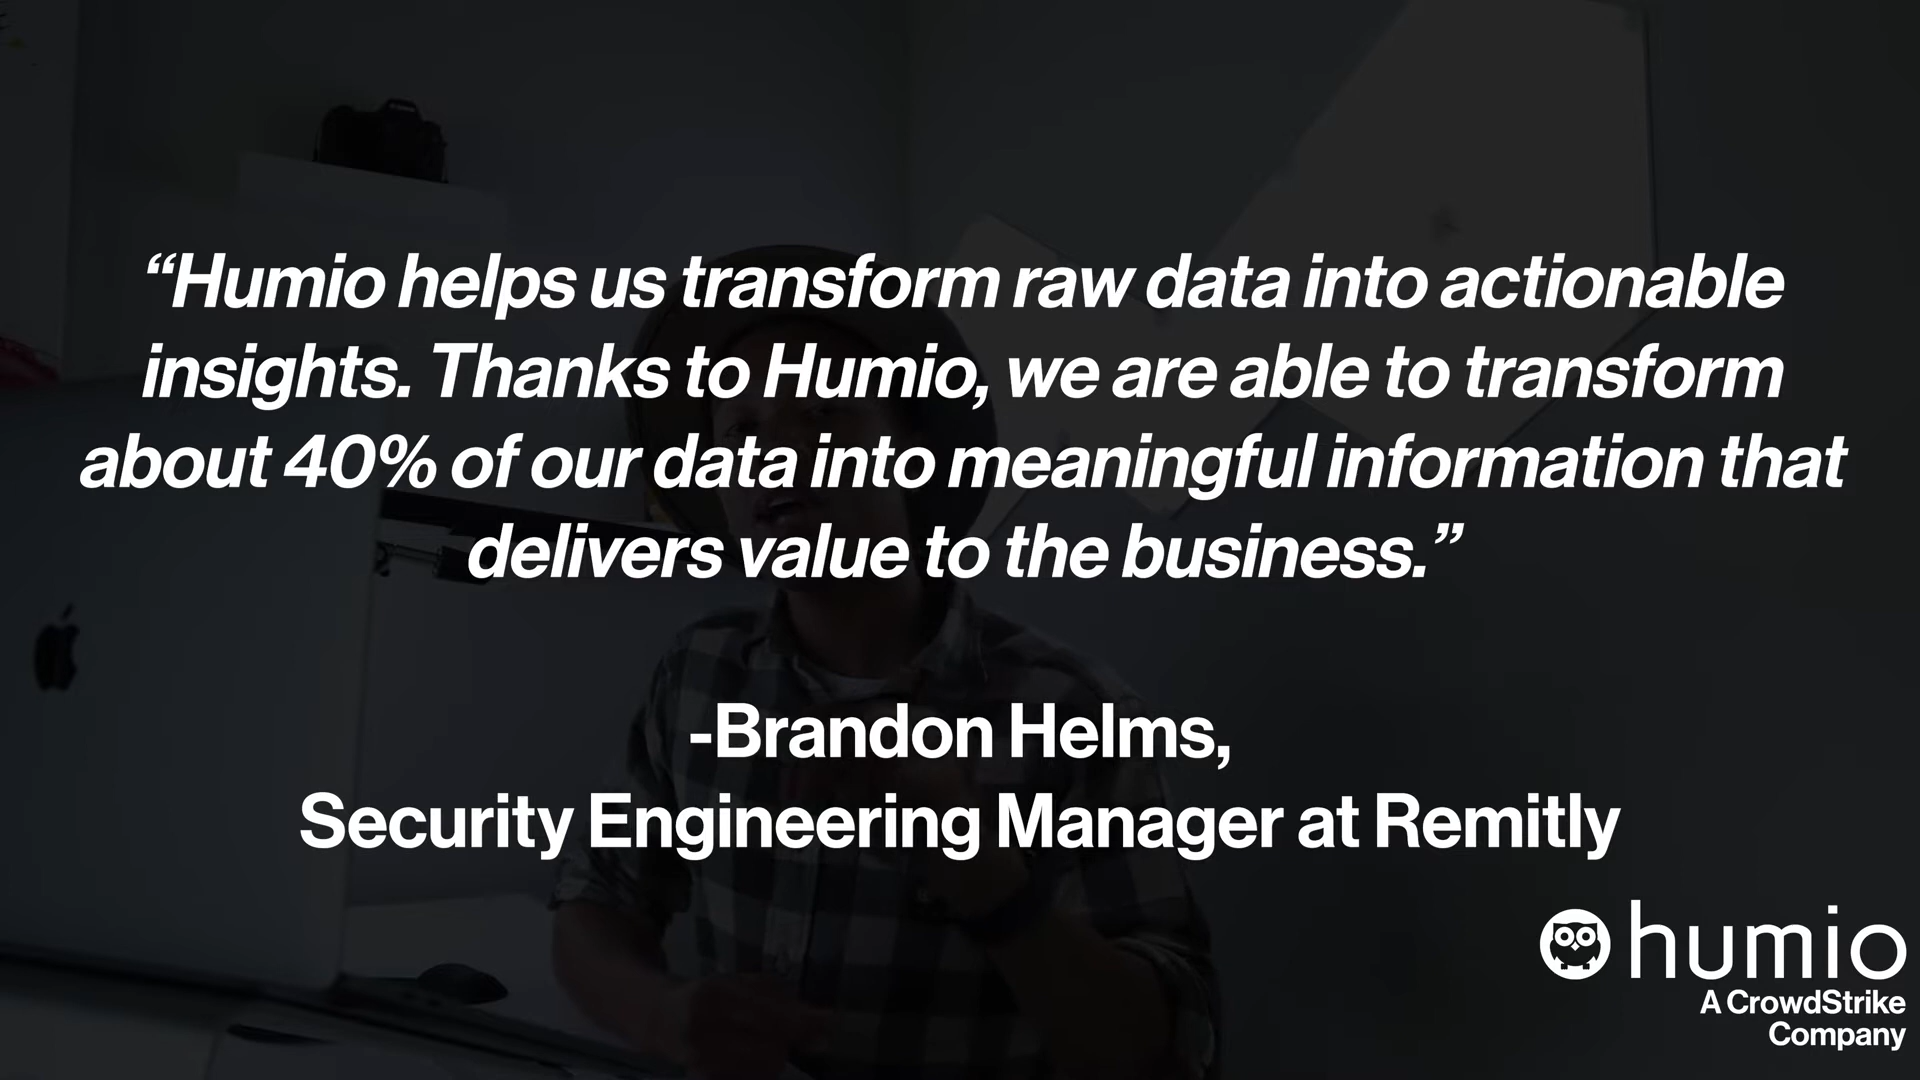 “Humio helps us transform raw data into actionable
insights. Thanks to Humio, we are able to transform
about 40% of our data into meaningful information that
delivers value to the business.”
-Brandon Helms,
Security Engineering Manager at Remitly
humio
A CrowdStrike
Company